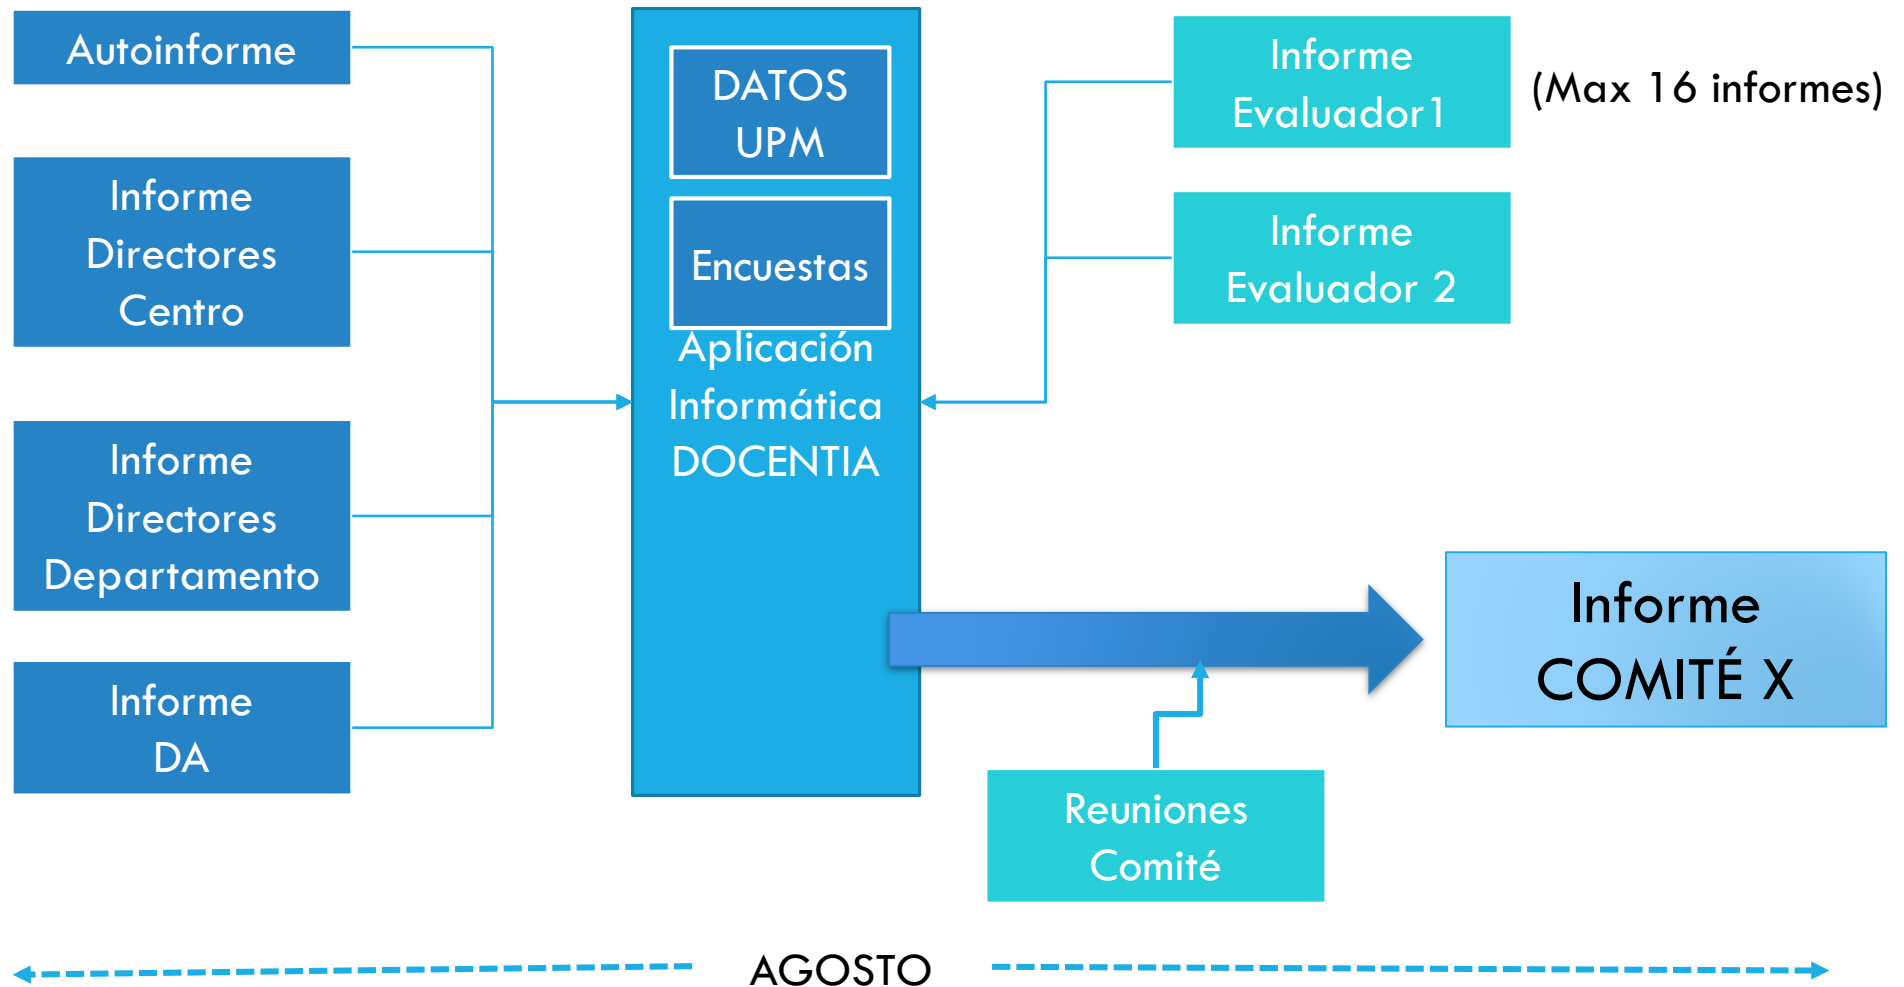 Autoinforme
Informe
Directores
Centro
Informe
Directores
Departamento
Informe
DA
DATOS
UPM
Encuestas
Aplicación
Informática
DOCENTIA
Informe
Evaluador1
(Max 16 informes)
Informe
Evaluador 2
Informe
COMITÉ X
Reuniones
Comité
AGOSTO